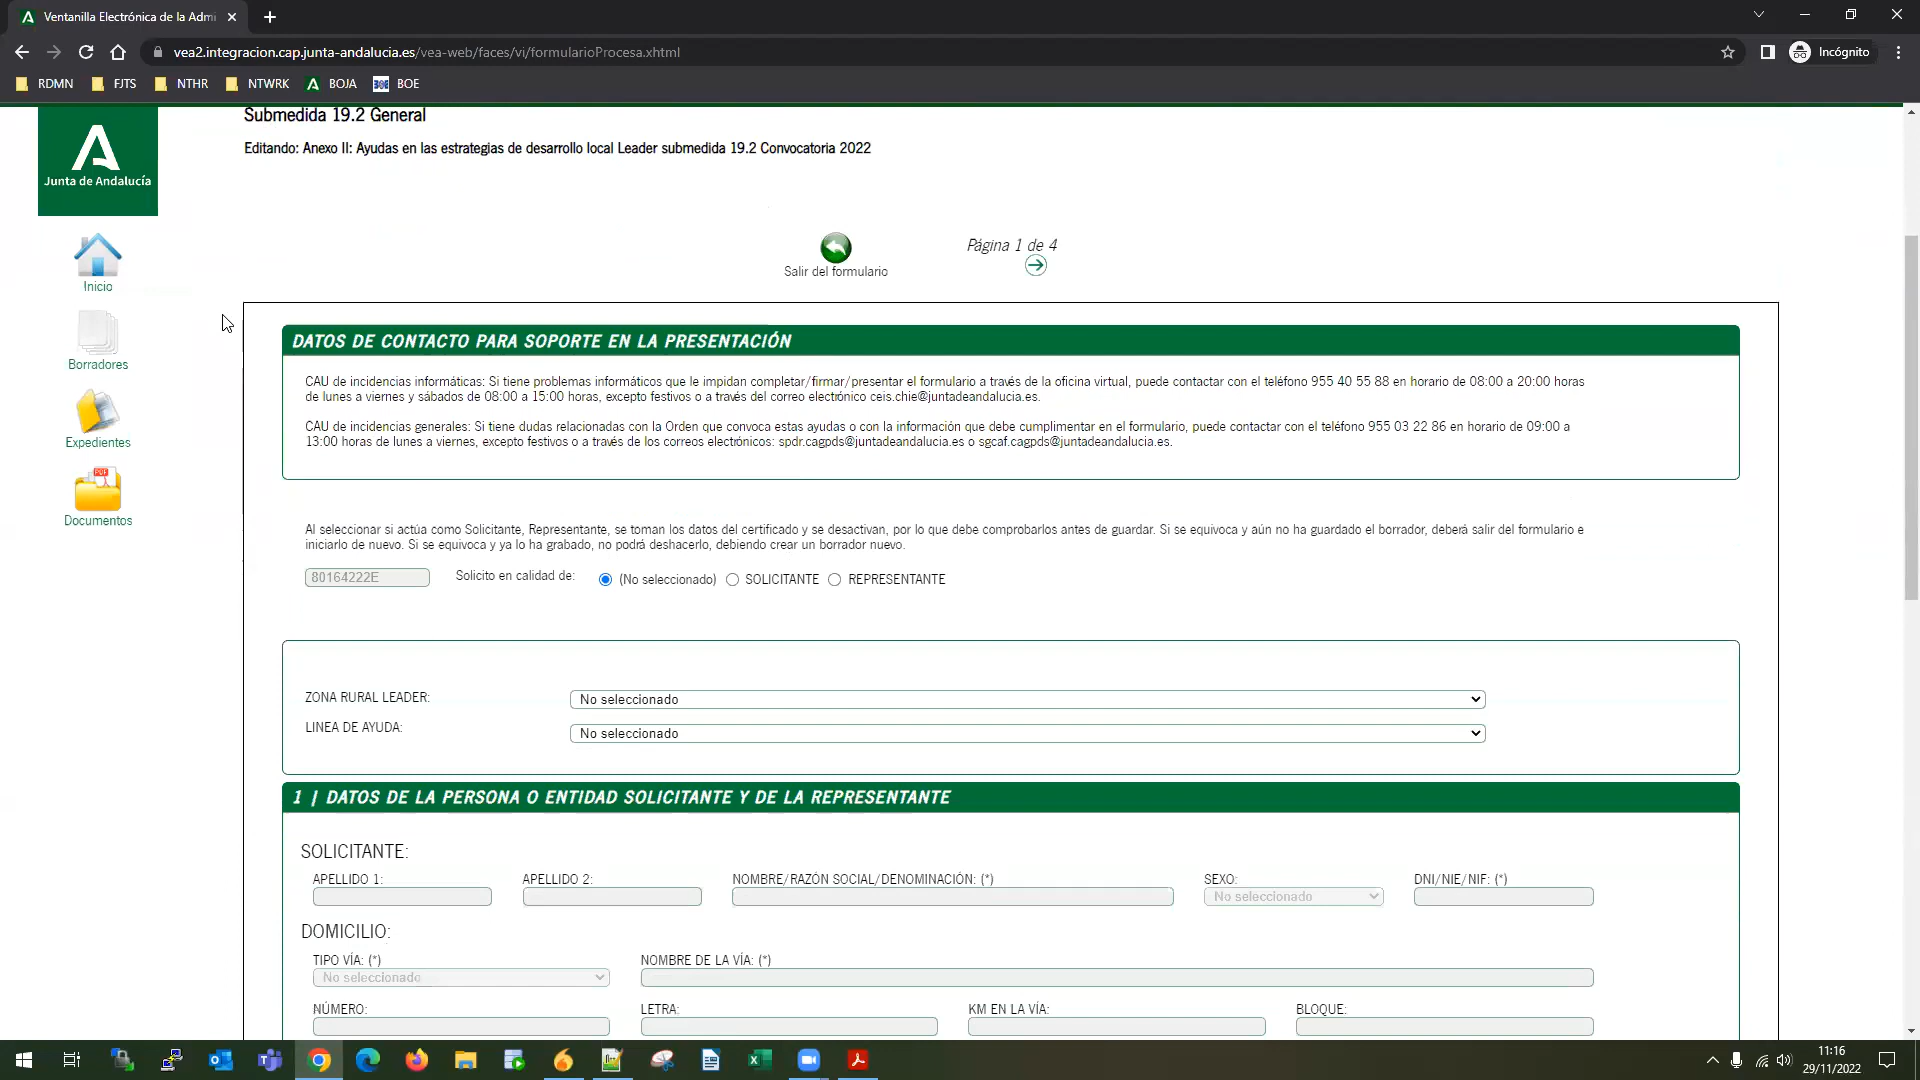 Ventanilla Electrónica de la Admi
vea2.integracion.cap.junta-andalucia.es/vea-web/faces/vi/formularioProcesa.xhtml
Incógnito
RDMN
FJTS
NTHR
NTWRK
BOJA
BOE
Submedida 19.2 General
Editando: Anexo II: Ayudas en las estrategias de desarrollo local Leader submedida 19.2 Convocatoria 2022
Junta de Andalucía
Inicio
Borradores
Expedientes
PDF
Documentos
Salir del formulario
Página 1 de 4
DATOS DE CONTACTO PARA SOPORTE EN LA PRESENTACIÓN
CAU de incidencias informáticas: Si tiene problemas informáticos que le impidan completar/firmar/presentar el formulario a través de la oficina virtual, puede contactar con el teléfono 955 40 55 88 en horario de 08:00 a 20:00 horas
de lunes a viernes y sábados de 08:00 a 15:00 horas, excepto festivos o a través del correo electrónico ceis.chie@juntadeandalucia.es.
CAU de incidencias generales: Si tiene dudas relacionadas con la Orden que convoca estas ayudas o con la información que debe cumplimentar en el formulario, puede contactar con el teléfono 955 03 22 86 en horario de 09:00 a
13:00 horas de lunes a viernes, excepto festivos o a través de los correos electrónicos: spdr.cagpds@juntadeandalucia.es o sgcaf.cagpds@juntadeandalucia.es.
Al seleccionar si actúa como Solicitante, Representante, se toman los datos del certificado y se desactivan, por lo que debe comprobarlos antes de guardar. Si se equivoca y aún no ha guardado el borrador, deberá salir del formulario e
iniciarlo de nuevo. Si se equivoca y ya lo ha grabado, no podrá deshacerlo, debiendo crear un borrador nuevo.
80164222E Solicito en calidad de: (No seleccionado) SOLICITANTE REPRESENTANTE
ZONA RURAL LEADER: No seleccionado
LINEA DE AYUDA: No seleccionado
1 | DATOS DE LA PERSONA O ENTIDAD SOLICITANTE Y DE LA REPRESENTANTE
SOLICITANTE:
APELLIDO 1: APELLIDO 2: NOMBRE/RAZÓN SOCIAL/DENOMINACIÓN: (*) SEXO: DNI/NIE/NIF: (*)
No seleccionado
DOMICILIO:
TIPO VÍA: (*) NOMBRE DE LA VÍA: (*)
No seleccionado
NÚMERO: LETRA: KM EN LA VÍA: BLOQUE:
11:16
29/11/2022